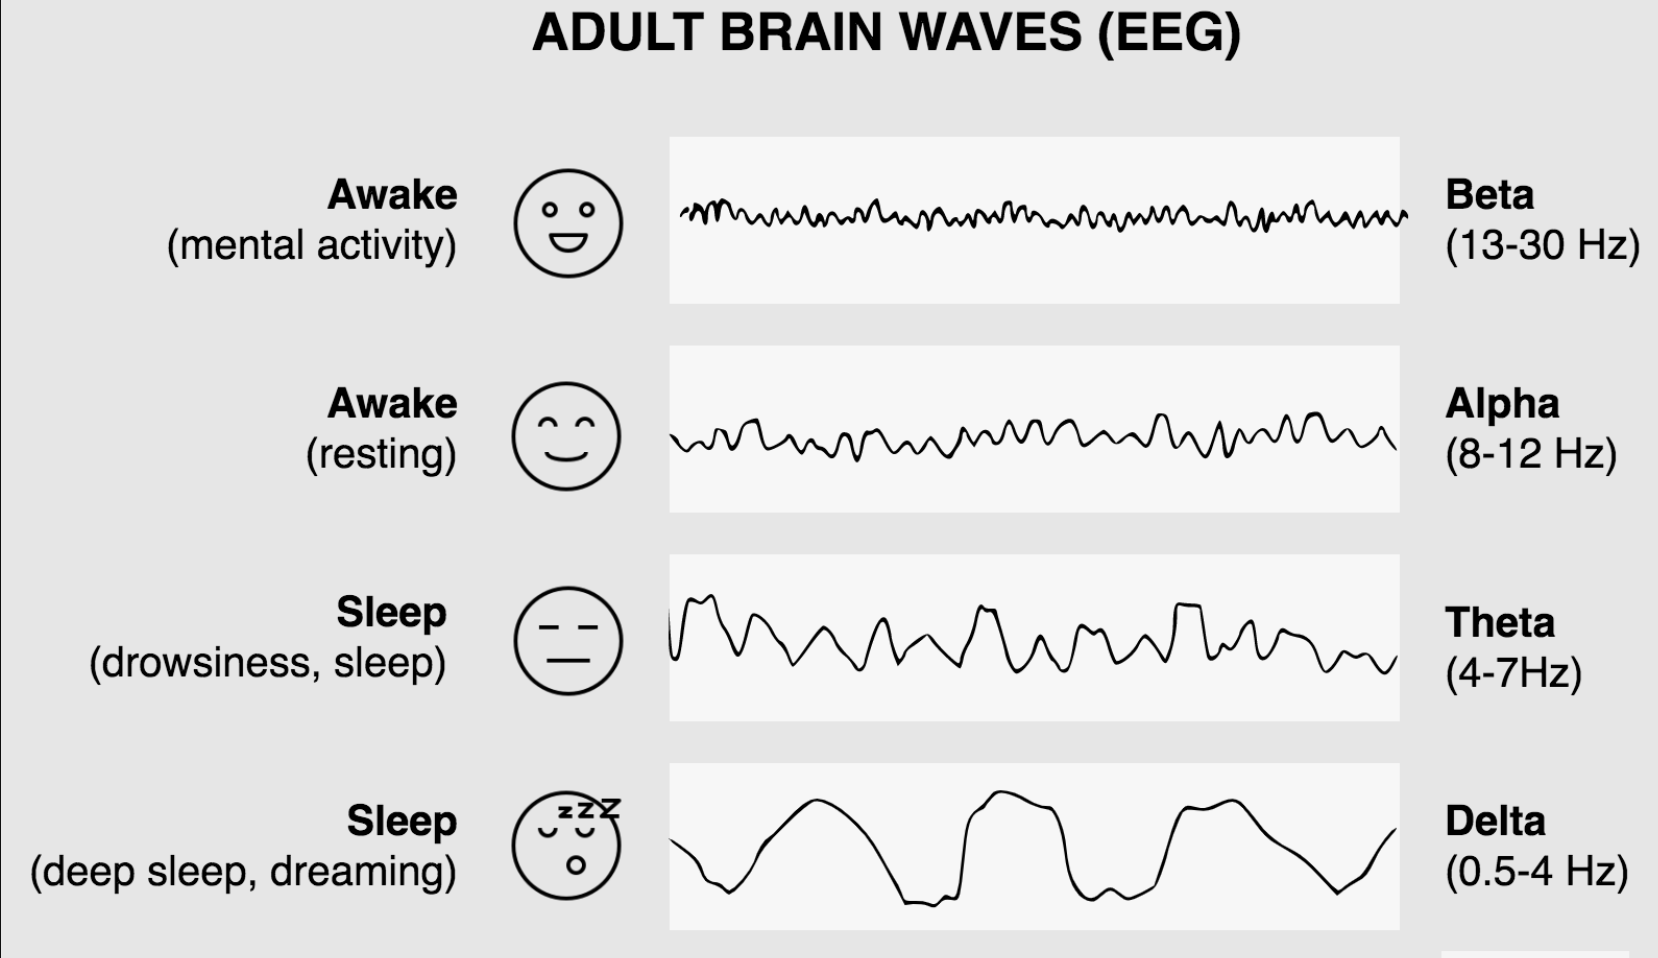 ADULT BRAIN WAVES (EEG)
Awake
(mental activity)
Beta
(13-30 Hz)
Awake
(resting)
Alpha
(8-12 Hz)
Sleep
(drowsiness, sleep)
Theta
(4-7Hz)
zzZ
Sleep
(deep sleep, dreaming)
Delta
(0.5-4 Hz)